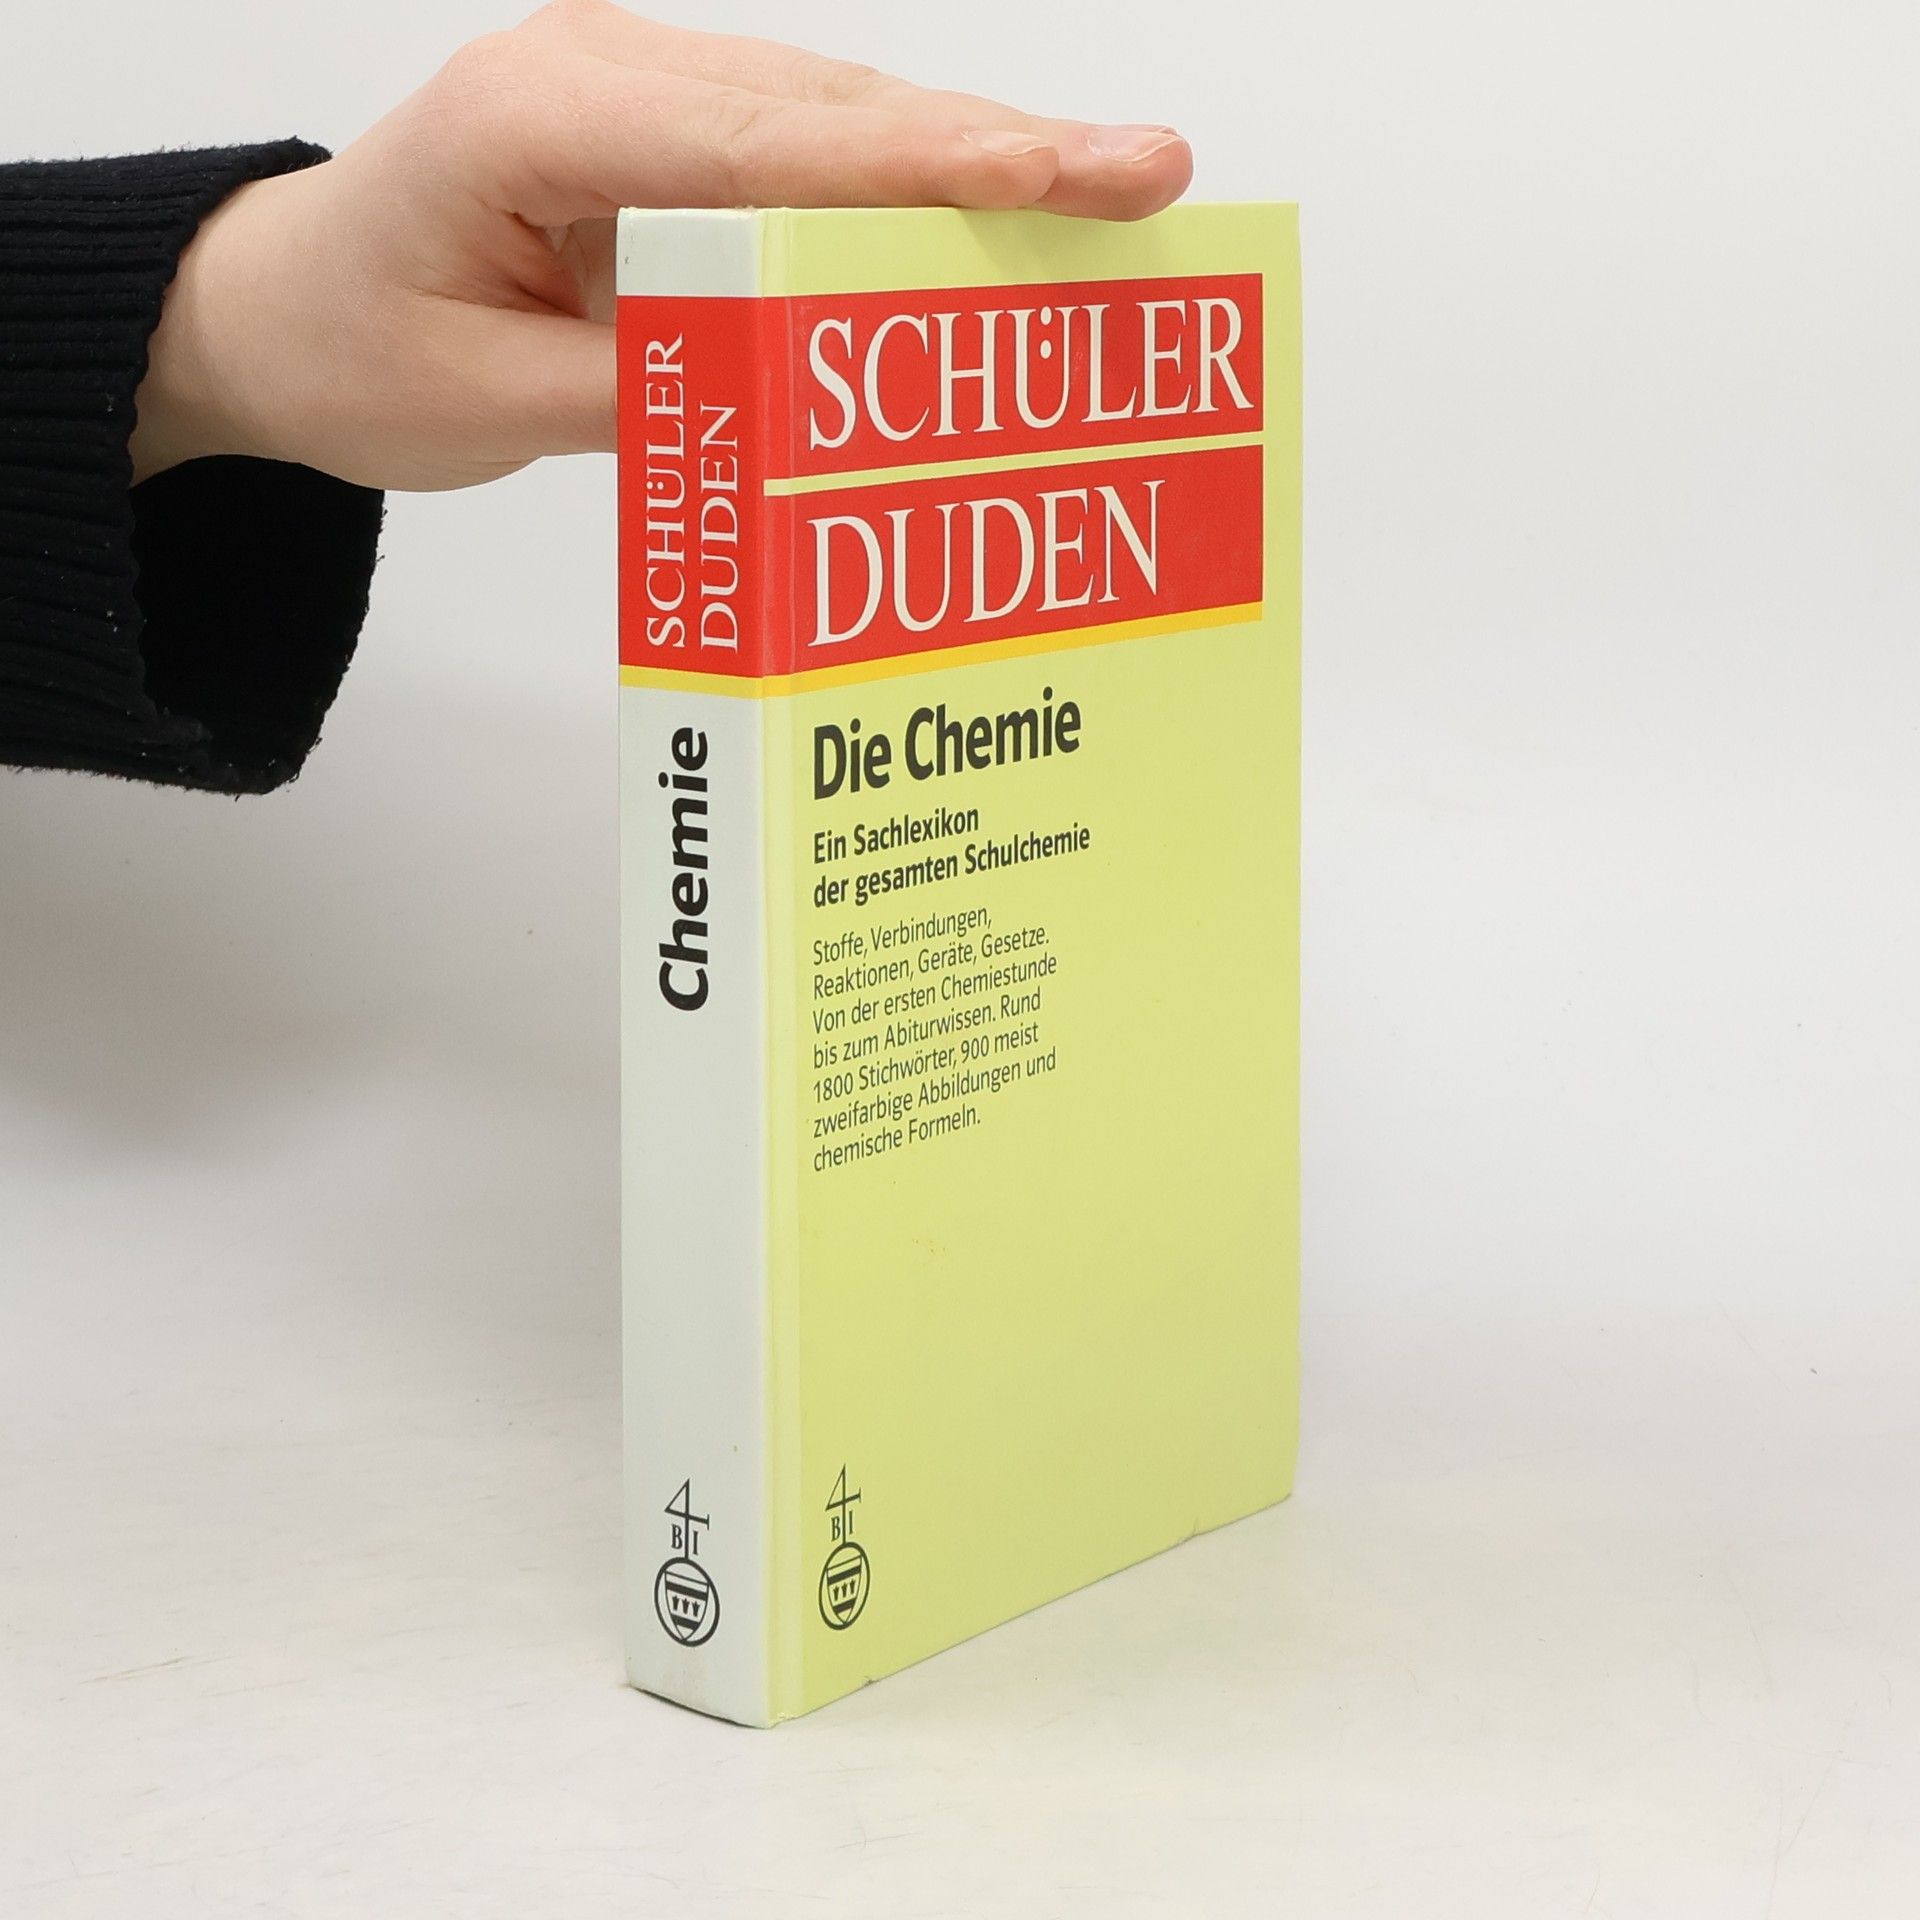 SCHÜLER
DUDEN
Chemie
B I
SCHÜLER
DUDEN
Die Chemie
Ein Sachlexikon
der gesamten Schulchemie
Stoffe, Verbindungen,
Reaktionen, Geräte, Gesetze.
Von der ersten Chemiestunde
bis zum Abiturwissen. Rund
1800 Stichwörter, 900 meist
zweifarbige Abbildungen und
chemische Formeln.
B I